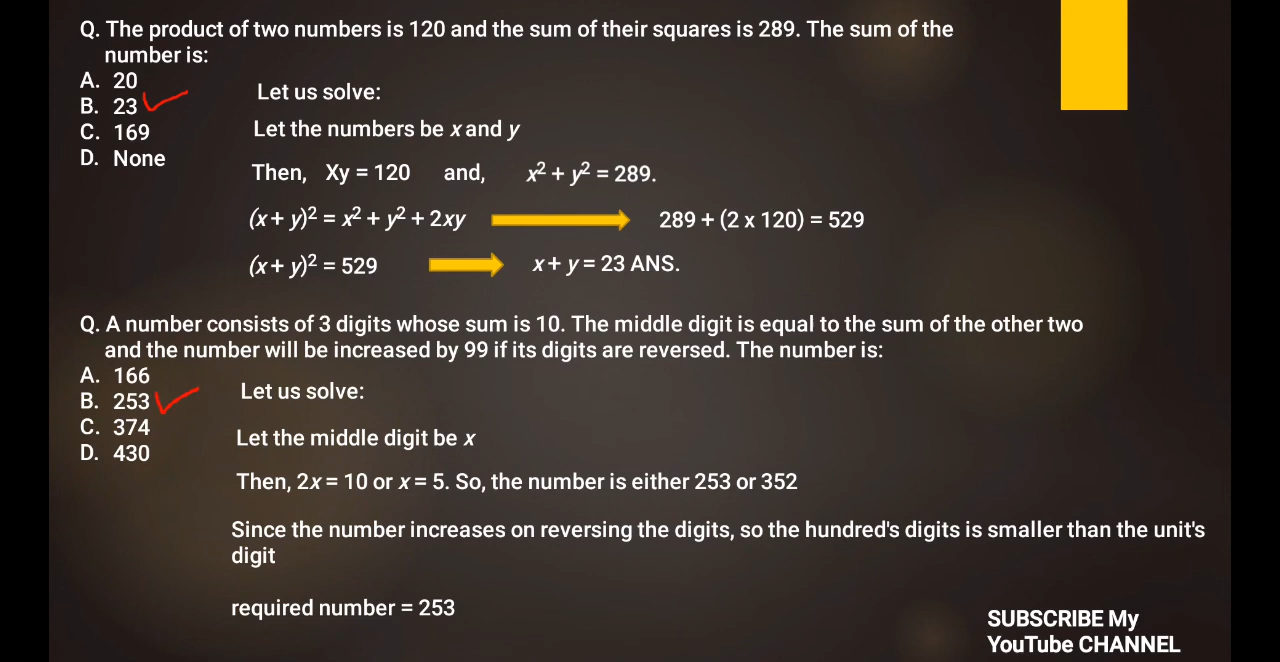 Q. The product of two numbers is 120 and the sum of their squares is 289. The sum of the
number is:
A. 20
B. 23
C. 169
D. None
Let us solve:
Let the numbers be x and y
Then, Xy = 120 and, x² + y² = 289.
(x + y)² = x² + y² + 2xy 289 + (2 x 120) = 529
(x + y)² = 529 x + y = 23 ANS.
Q. A number consists of 3 digits whose sum is 10. The middle digit is equal to the sum of the other two
and the number will be increased by 99 if its digits are reversed. The number is:
A. 166
B. 253
C. 374
D. 430
Let us solve:
Let the middle digit be x
Then, 2x = 10 or x = 5. So, the number is either 253 or 352
Since the number increases on reversing the digits, so the hundred's digits is smaller than the unit's
digit
required number = 253
SUBSCRIBE My
YouTube CHANNEL